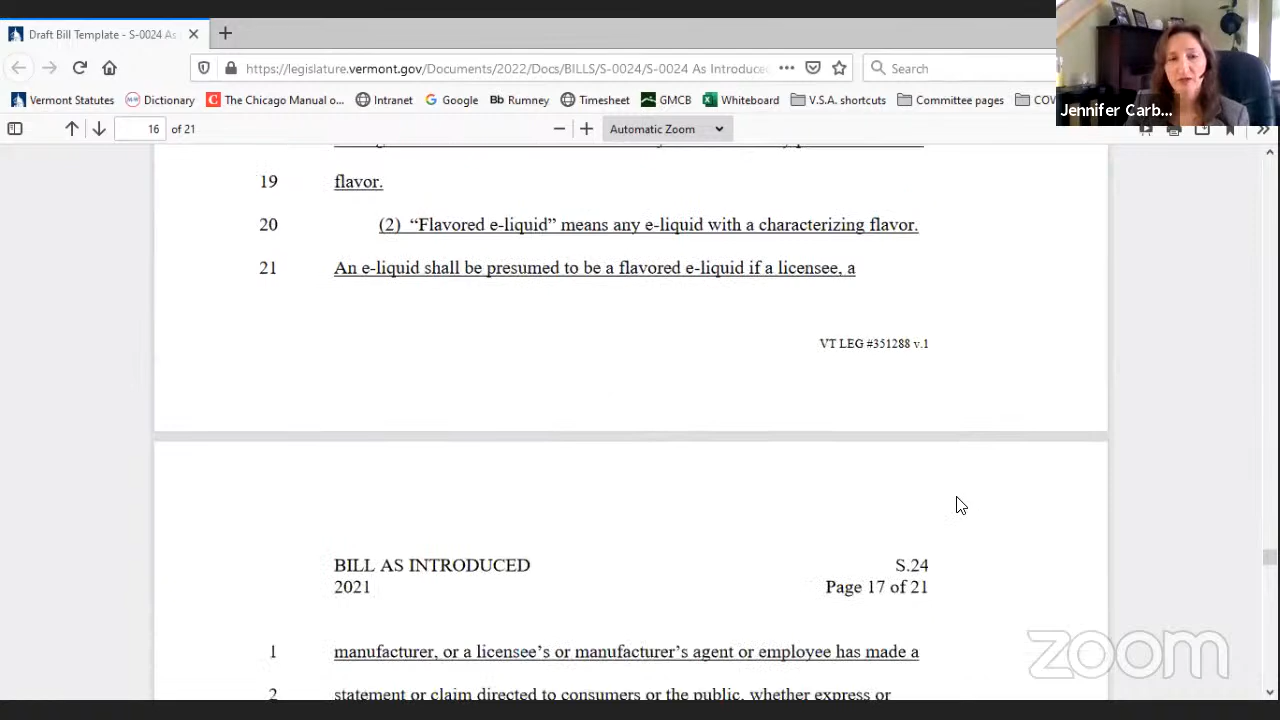 Draft Bill Template - S-0024 As
https://legislature.vermont.gov/Documents/2022/Docs/BILLS/S-0024/S-0024 As Introduce
Search
Vermont Statutes
Dictionary
The Chicago Manual o...
Intranet
Google
Bb Rumney
Timesheet
GMCB
Whiteboard
V.S.A. shortcuts
Committee pages
COV
Jennifer Carb...
16 of 21
Automatic Zoom
19 flavor.
20 (2) “Flavored e-liquid” means any e-liquid with a characterizing flavor.
21 An e-liquid shall be presumed to be a flavored e-liquid if a licensee, a
VT LEG #351288 v.1
BILL AS INTRODUCED S.24
2021 Page 17 of 21
1 manufacturer, or a licensee’s or manufacturer’s agent or employee has made a
2 statement or claim directed to consumers or the public, whether express or
zoom